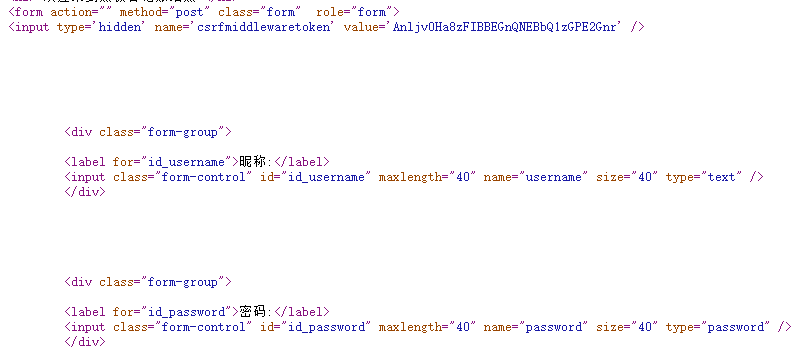 <form action="" method="post" class="form"  role="form">
<input type='hidden' name='csrfmiddlewaretoken' value='Anljv0Ha8zFIBBEGnQNEBbQ1zGPE2Gnr' />
<div class="form-group">
<label for="id_username">昵称:</label>
<input class="form-control" id="id_username" maxlength="40" name="username" size="40" type="text" />
</div>
<div class="form-group">
<label for="id_password">密码:</label>
<input class="form-control" id="id_password" maxlength="40" name="password" size="40" type="password" />
</div>